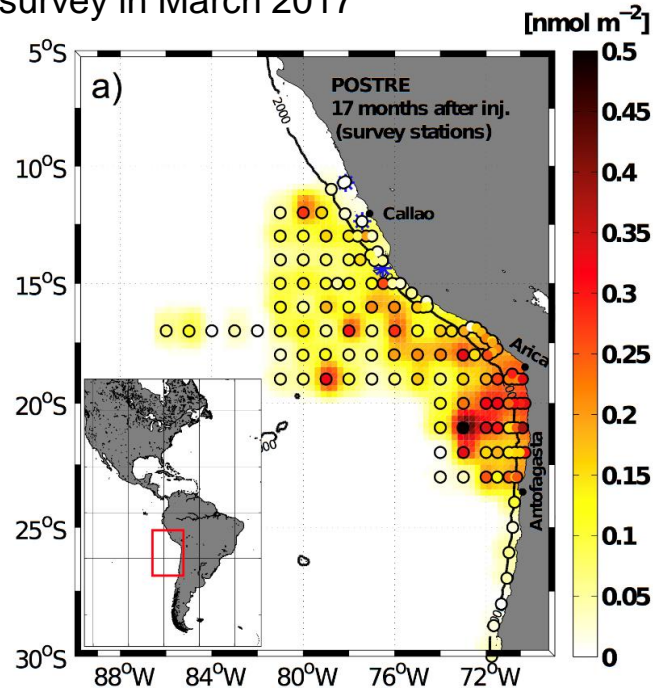 survey in March 2017
[nmol m⁻²]
a)
POSTRE
17 months after inj.
(survey stations)
2000
Callao
Arica
Antofagasta
5°S
10°S
15°S
20°S
25°S
30°S
88°W
84°W
80°W
76°W
72°W
0.5
0.45
0.4
0.35
0.3
0.25
0.2
0.15
0.1
0.05
0